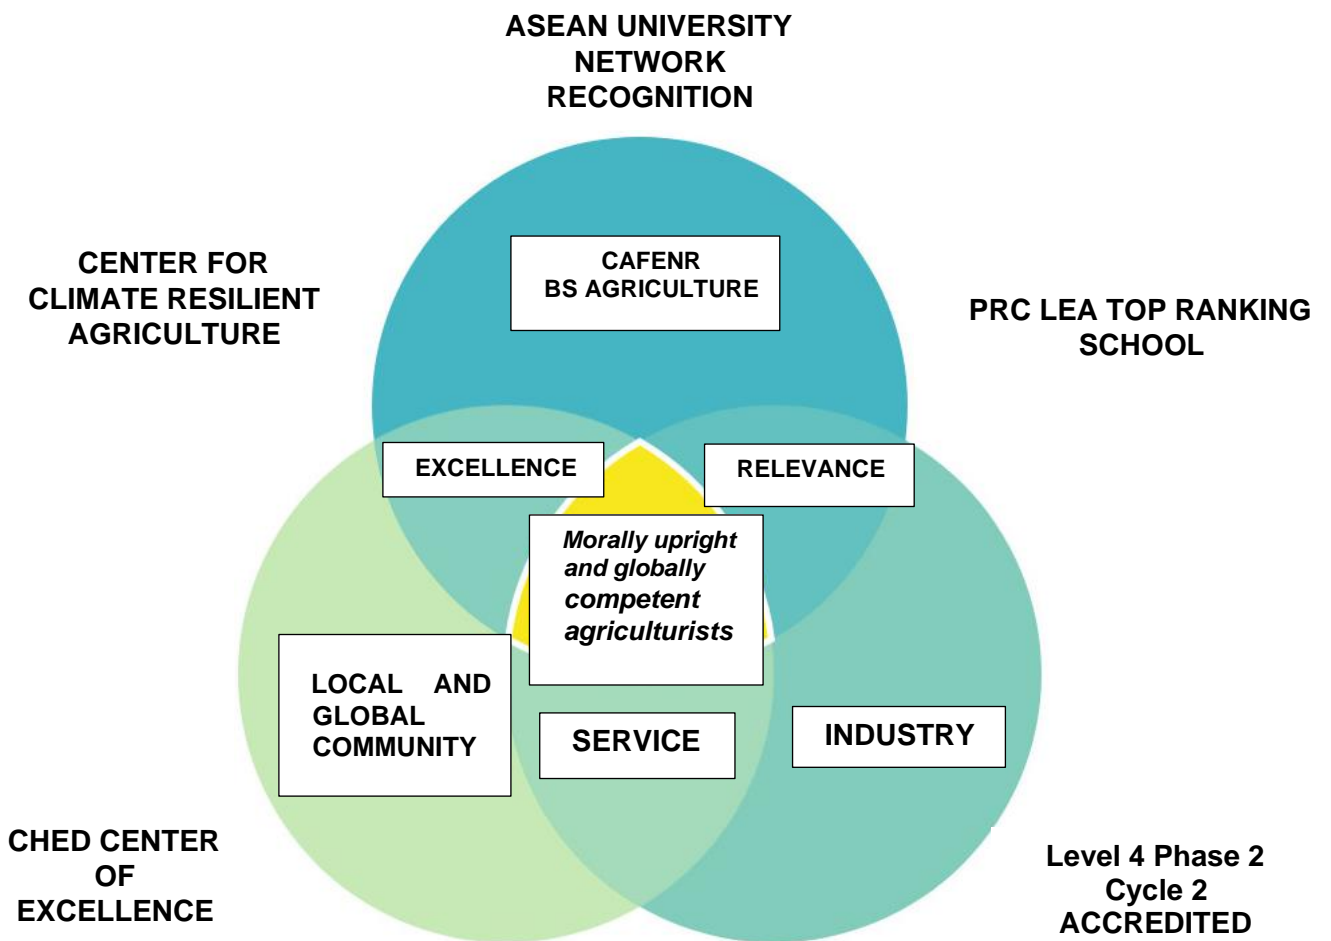 ASEAN UNIVERSITY
NETWORK
RECOGNITION
CENTER FOR
CLIMATE RESILIENT
AGRICULTURE
CAFENR
BS AGRICULTURE
PRC LEA TOP RANKING
SCHOOL
EXCELLENCE
RELEVANCE
Morally upright
and globally
competent
agriculturists
LOCAL AND
GLOBAL
COMMUNITY
SERVICE
INDUSTRY
CHED CENTER
OF
EXCELLENCE
Level 4 Phase 2
Cycle 2
ACCREDITED